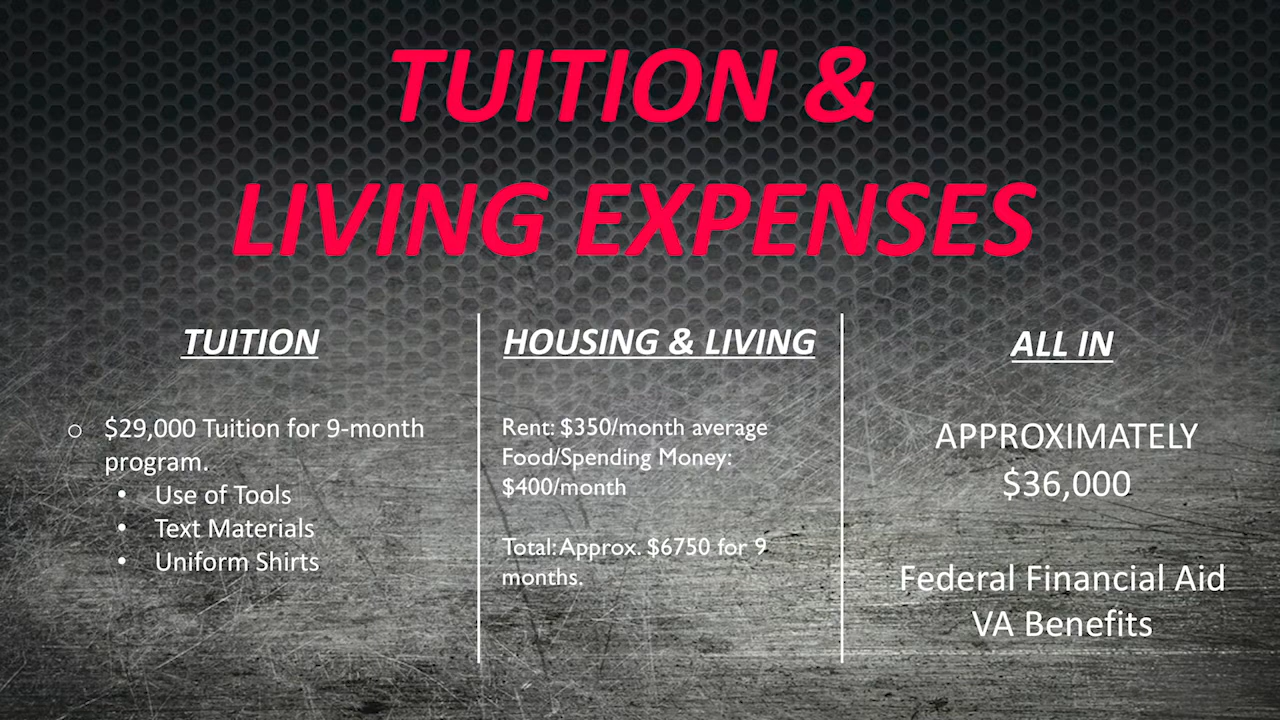 TUITION &
LIVING EXPENSES
TUITION
o $29,000 Tuition for 9-month
program.
• Use of Tools
• Text Materials
• Uniform Shirts
HOUSING & LIVING
Rent: $350/month average
Food/Spending Money:
$400/month
Total: Approx. $6750 for 9
months.
ALL IN
APPROXIMATELY
$36,000
Federal Financial Aid
VA Benefits